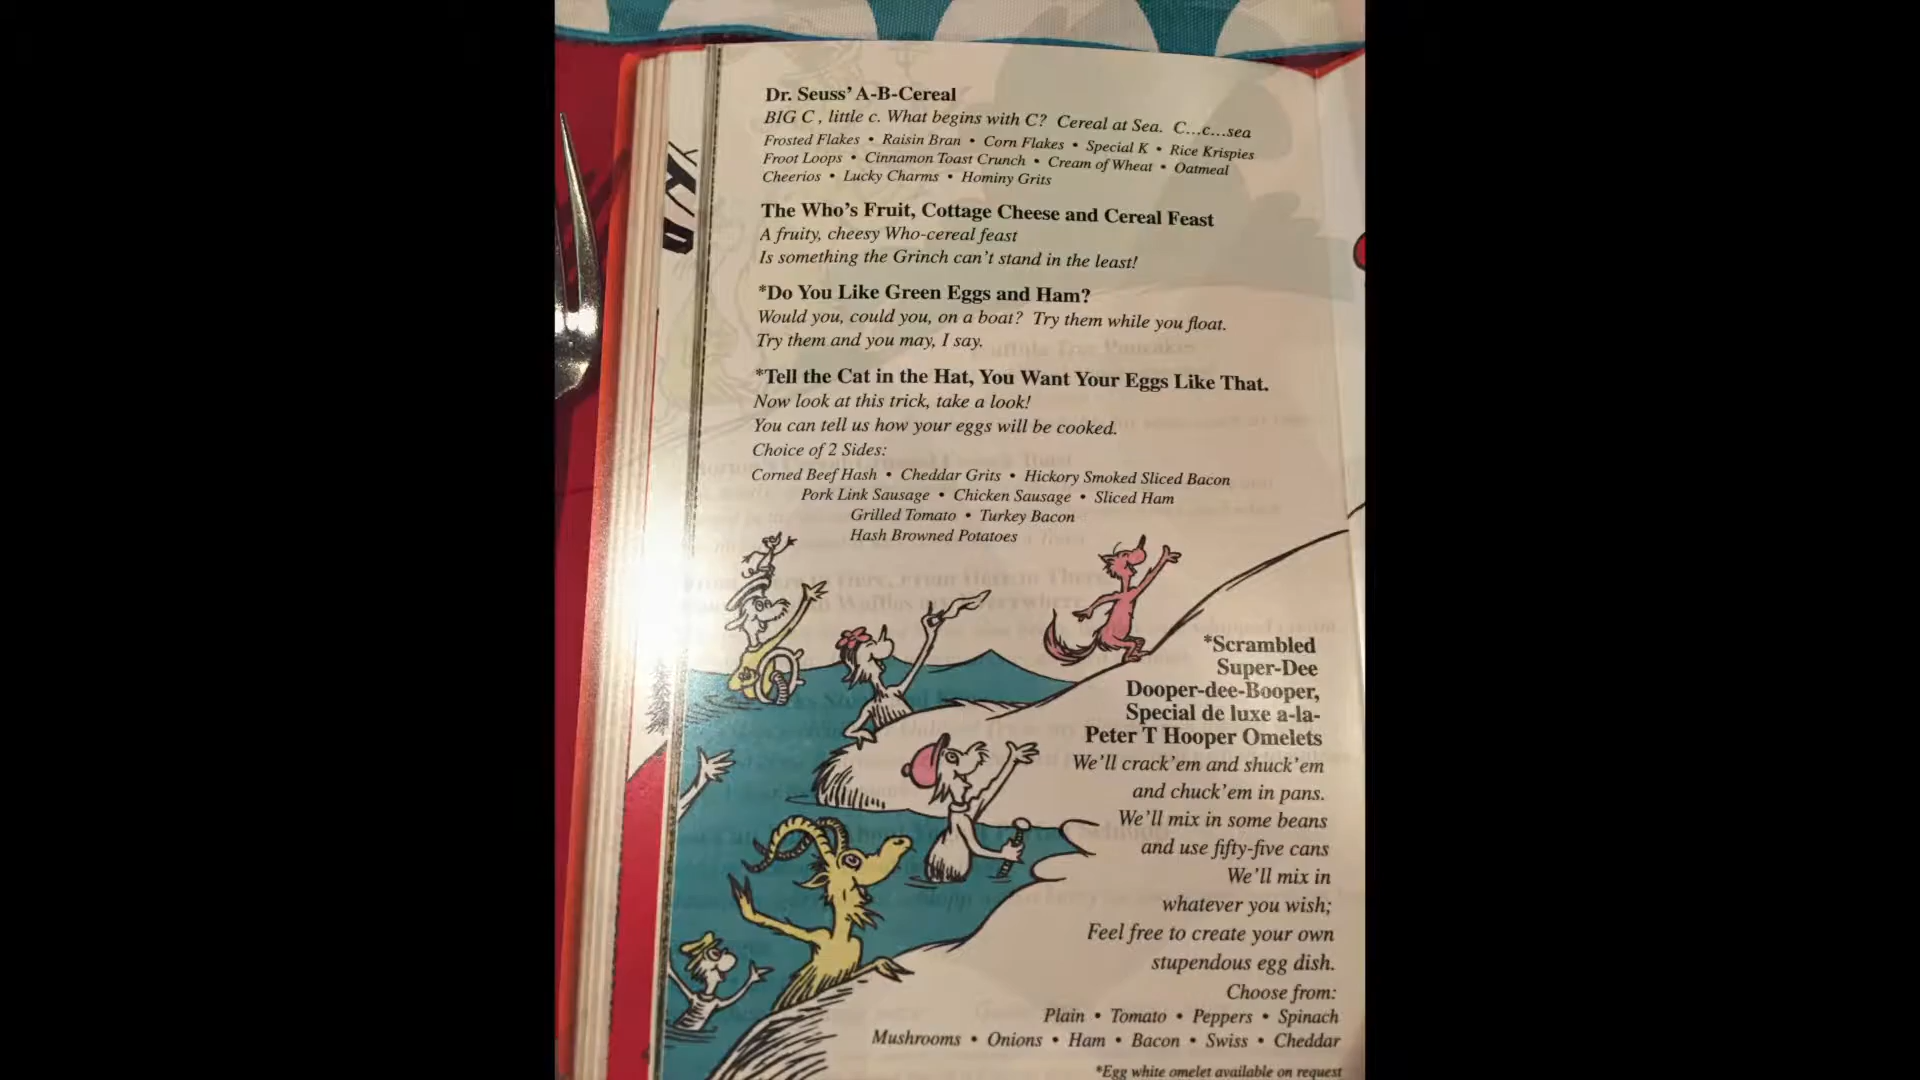 Dr. Seuss' A-B-Cereal
BIG C , little c. What begins with C? Cereal at Sea. C...c...sea
Frosted Flakes • Raisin Bran • Corn Flakes • Special K • Rice Krispies
Froot Loops • Cinnamon Toast Crunch • Cream of Wheat • Oatmeal
Cheerios • Lucky Charms • Hominy Grits
The Who's Fruit, Cottage Cheese and Cereal Feast
A fruity, cheesy Who-cereal feast
Is something the Grinch can't stand in the least!
*Do You Like Green Eggs and Ham?
Would you, could you, on a boat? Try them while you float.
Try them and you may, I say.
*Tell the Cat in the Hat, You Want Your Eggs Like That.
Now look at this trick, take a look!
You can tell us how your eggs will be cooked.
Choice of 2 Sides:
Corned Beef Hash • Cheddar Grits • Hickory Smoked Sliced Bacon
Pork Link Sausage • Chicken Sausage • Sliced Ham
Grilled Tomato • Turkey Bacon
Hash Browned Potatoes
*Scrambled
Super-Dee
Dooper-dee-Booper,
Special de luxe a-la-
Peter T Hooper Omelets
We'll crack'em and shuck'em
and chuck'em in pans.
We'll mix in some beans
and use fifty-five cans
We'll mix in
whatever you wish;
Feel free to create your own
stupendous egg dish.
Choose from:
Plain • Tomato • Peppers • Spinach
Mushrooms • Onions • Ham • Bacon • Swiss • Cheddar
*Egg white omelet available on request